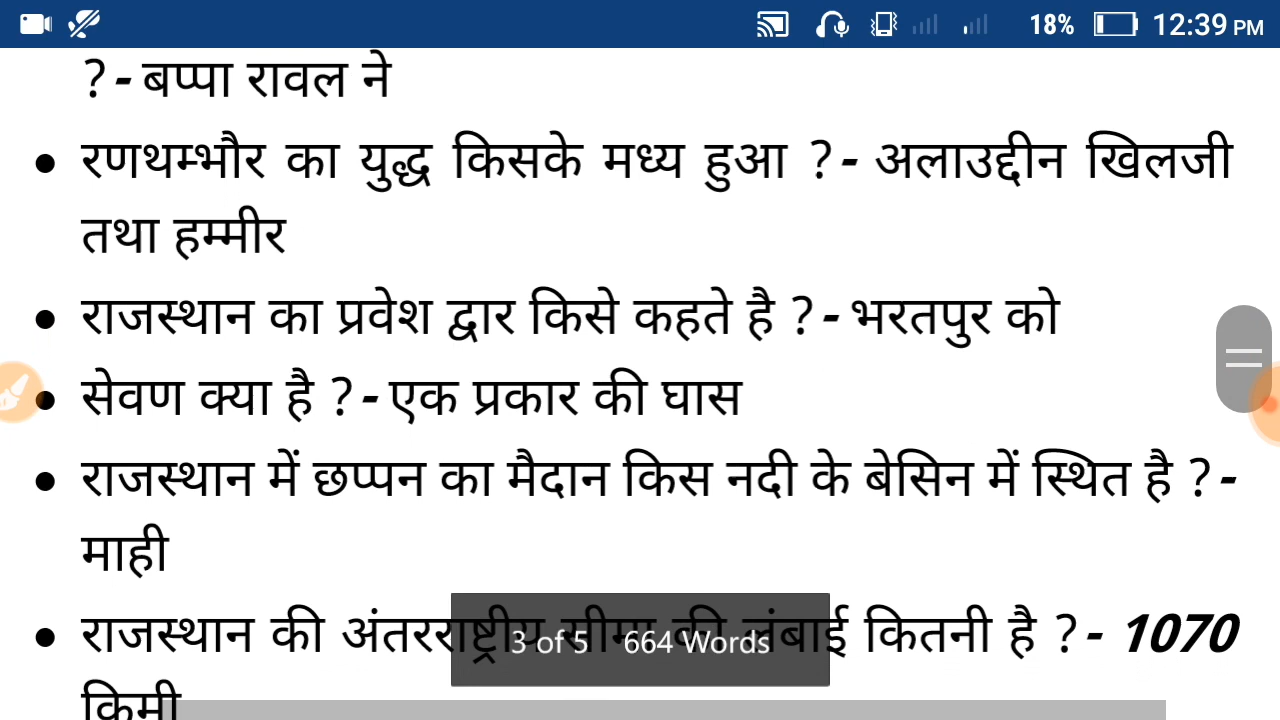 18% 12:39 PM
?- बप्पा रावल ने
• रणथम्भौर का युद्ध किसके मध्य हुआ ?- अलाउद्दीन खिलजी
तथा हम्मीर
• राजस्थान का प्रवेश द्वार किसे कहते है ?- भरतपुर को
• सेवण क्या है ?- एक प्रकार की घास
• राजस्थान में छप्पन का मैदान किस नदी के बेसिन में स्थित है ?-
माही
• राजस्थान की अंतरराष्ट्रीय सीमा की लंबाई कितनी है ?- 1070
3 of 5 664 Words
किमी